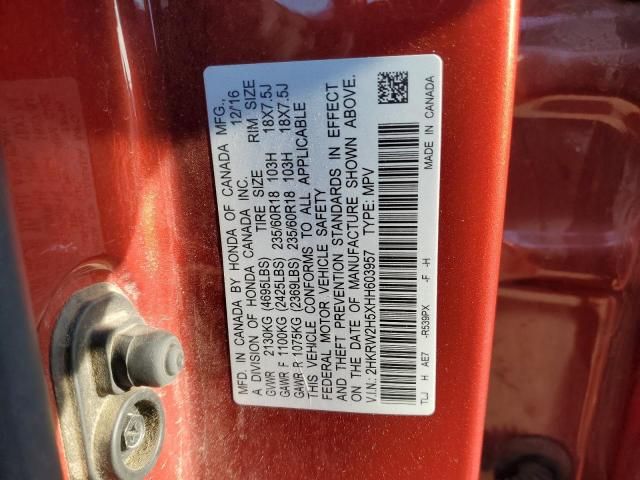 MFD. IN CANADA BY HONDA OF CANADA MFG.,
A DIVISION OF HONDA CANADA INC. 12/16
TIRE SIZE RIM SIZE
GVWR 2130KG (4695LBS)
GAWR F 1100KG (2425LBS) 235/60R18 103H 18X7.5J
GAWR R 1075KG (2369LBS) 235/60R18 103H 18X7.5J
THIS VEHICLE CONFORMS TO ALL APPLICABLE
FEDERAL MOTOR VEHICLE SAFETY
AND THEFT PREVENTION STANDARDS IN EFFECT
ON THE DATE OF MANUFACTURE SHOWN ABOVE.
V.I.N: 2HKRW2H5XHH603957 TYPE: MPV
TLJ H AE7 -R539PX -F -H MADE IN CANADA